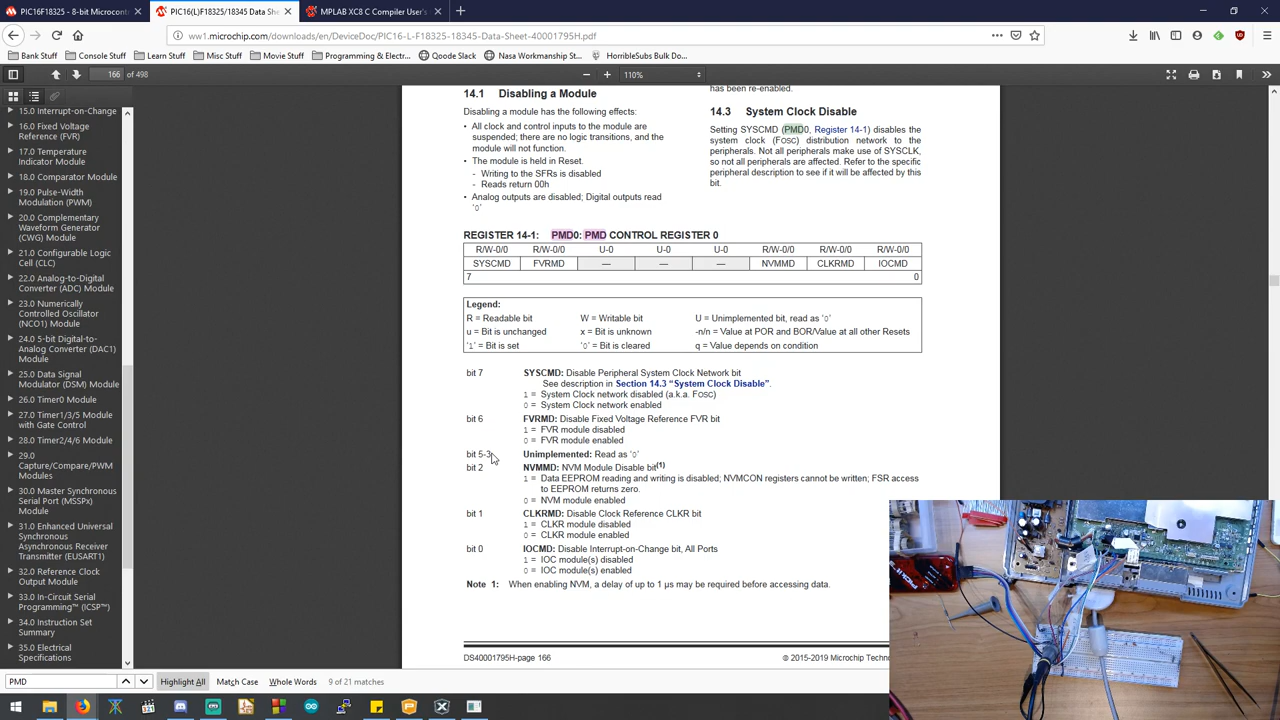 PIC16F18325 - 8-bit Microcont
PIC16(L)F18325/18345 Data She
MPLAB XC8 C Compiler User's
ww1.microchip.com/downloads/en/DeviceDoc/PIC16-L-F18325-18345-Data-Sheet-40001795H.pdf
Bank Stuff
Console Stuff
Learn Stuff
Misc Stuff
Movie Stuff
Programming & Electr...
Qode Slack
Nasa Workmanship St...
HorribleSubs Bulk Do...
166 of 498
110%
15.0 Interrupt-on-Change
16.0 Fixed Voltage
Reference (FVR)
17.0 Temperature
Indicator Module
18.0 Comparator Module
19.0 Pulse-Width
Modulation (PWM)
20.0 Complementary
Waveform Generator
(CWG) Module
21.0 Configurable Logic
Cell (CLC)
22.0 Analog-to-Digital
Converter (ADC) Module
23.0 Numerically
Controlled Oscillator
(NCO1) Module
24.0 5-bit Digital-to-
Analog Converter (DAC1)
Module
25.0 Data Signal
Modulator (DSM) Module
26.0 Timer0 Module
27.0 Timer1/3/5 Module
with Gate Control
28.0 Timer2/4/6 Module
29.0
Capture/Compare/PWM
Modules
30.0 Master Synchronous
Serial Port (MSSPx)
Module
31.0 Enhanced Universal
Synchronous
Asynchronous Receiver
Transmitter (EUSART1)
32.0 Reference Clock
Output Module
33.0 In-Circuit Serial
Programming™ (ICSP™)
34.0 Instruction Set
Summary
35.0 Electrical
Specifications
14.1 Disabling a Module
Disabling a module has the following effects:
• All clock and control inputs to the module are
suspended; there are no logic transitions, and the
module will not function.
• The module is held in Reset.
- Writing to the SFRs is disabled
- Reads return 00h
• Analog outputs are disabled; Digital outputs read
'0'
has been re-enabled.
14.3 System Clock Disable
Setting SYSCMD (PMD0, Register 14-1) disables the
system clock (FOSC) distribution network to the
peripherals. Not all peripherals make use of SYSCLK,
so not all peripherals are affected. Refer to the specific
peripheral description to see if it will be affected by this
bit.
REGISTER 14-1: PMD0: PMD CONTROL REGISTER 0
R/W-0/0 R/W-0/0 U-0 U-0 U-0 R/W-0/0 R/W-0/0 R/W-0/0
SYSCMD FVRMD — — — NVMMD CLKRMD IOCMD
7 0
Legend:
R = Readable bit W = Writable bit U = Unimplemented bit, read as '0'
u = Bit is unchanged x = Bit is unknown -n/n = Value at POR and BOR/Value at all other Resets
'1' = Bit is set '0' = Bit is cleared q = Value depends on condition
bit 7 SYSCMD: Disable Peripheral System Clock Network bit
See description in Section 14.3 "System Clock Disable".
1 = System Clock network disabled (a.k.a. FOSC)
0 = System Clock network enabled
bit 6 FVRMD: Disable Fixed Voltage Reference FVR bit
1 = FVR module disabled
0 = FVR module enabled
bit 5-3 Unimplemented: Read as '0'
bit 2 NVMMD: NVM Module Disable bit(1)
1 = Data EEPROM reading and writing is disabled; NVMCON registers cannot be written; FSR access
to EEPROM returns zero.
0 = NVM module enabled
bit 1 CLKRMD: Disable Clock Reference CLKR bit
1 = CLKR module disabled
0 = CLKR module enabled
bit 0 IOCMD: Disable Interrupt-on-Change bit, All Ports
1 = IOC module(s) disabled
0 = IOC module(s) enabled
Note 1: When enabling NVM, a delay of up to 1 µs may be required before accessing data.
DS40001795H-page 166
© 2015-2019 Microchip Techno
PMD
Highlight All
Match Case
Whole Words
9 of 21 matches